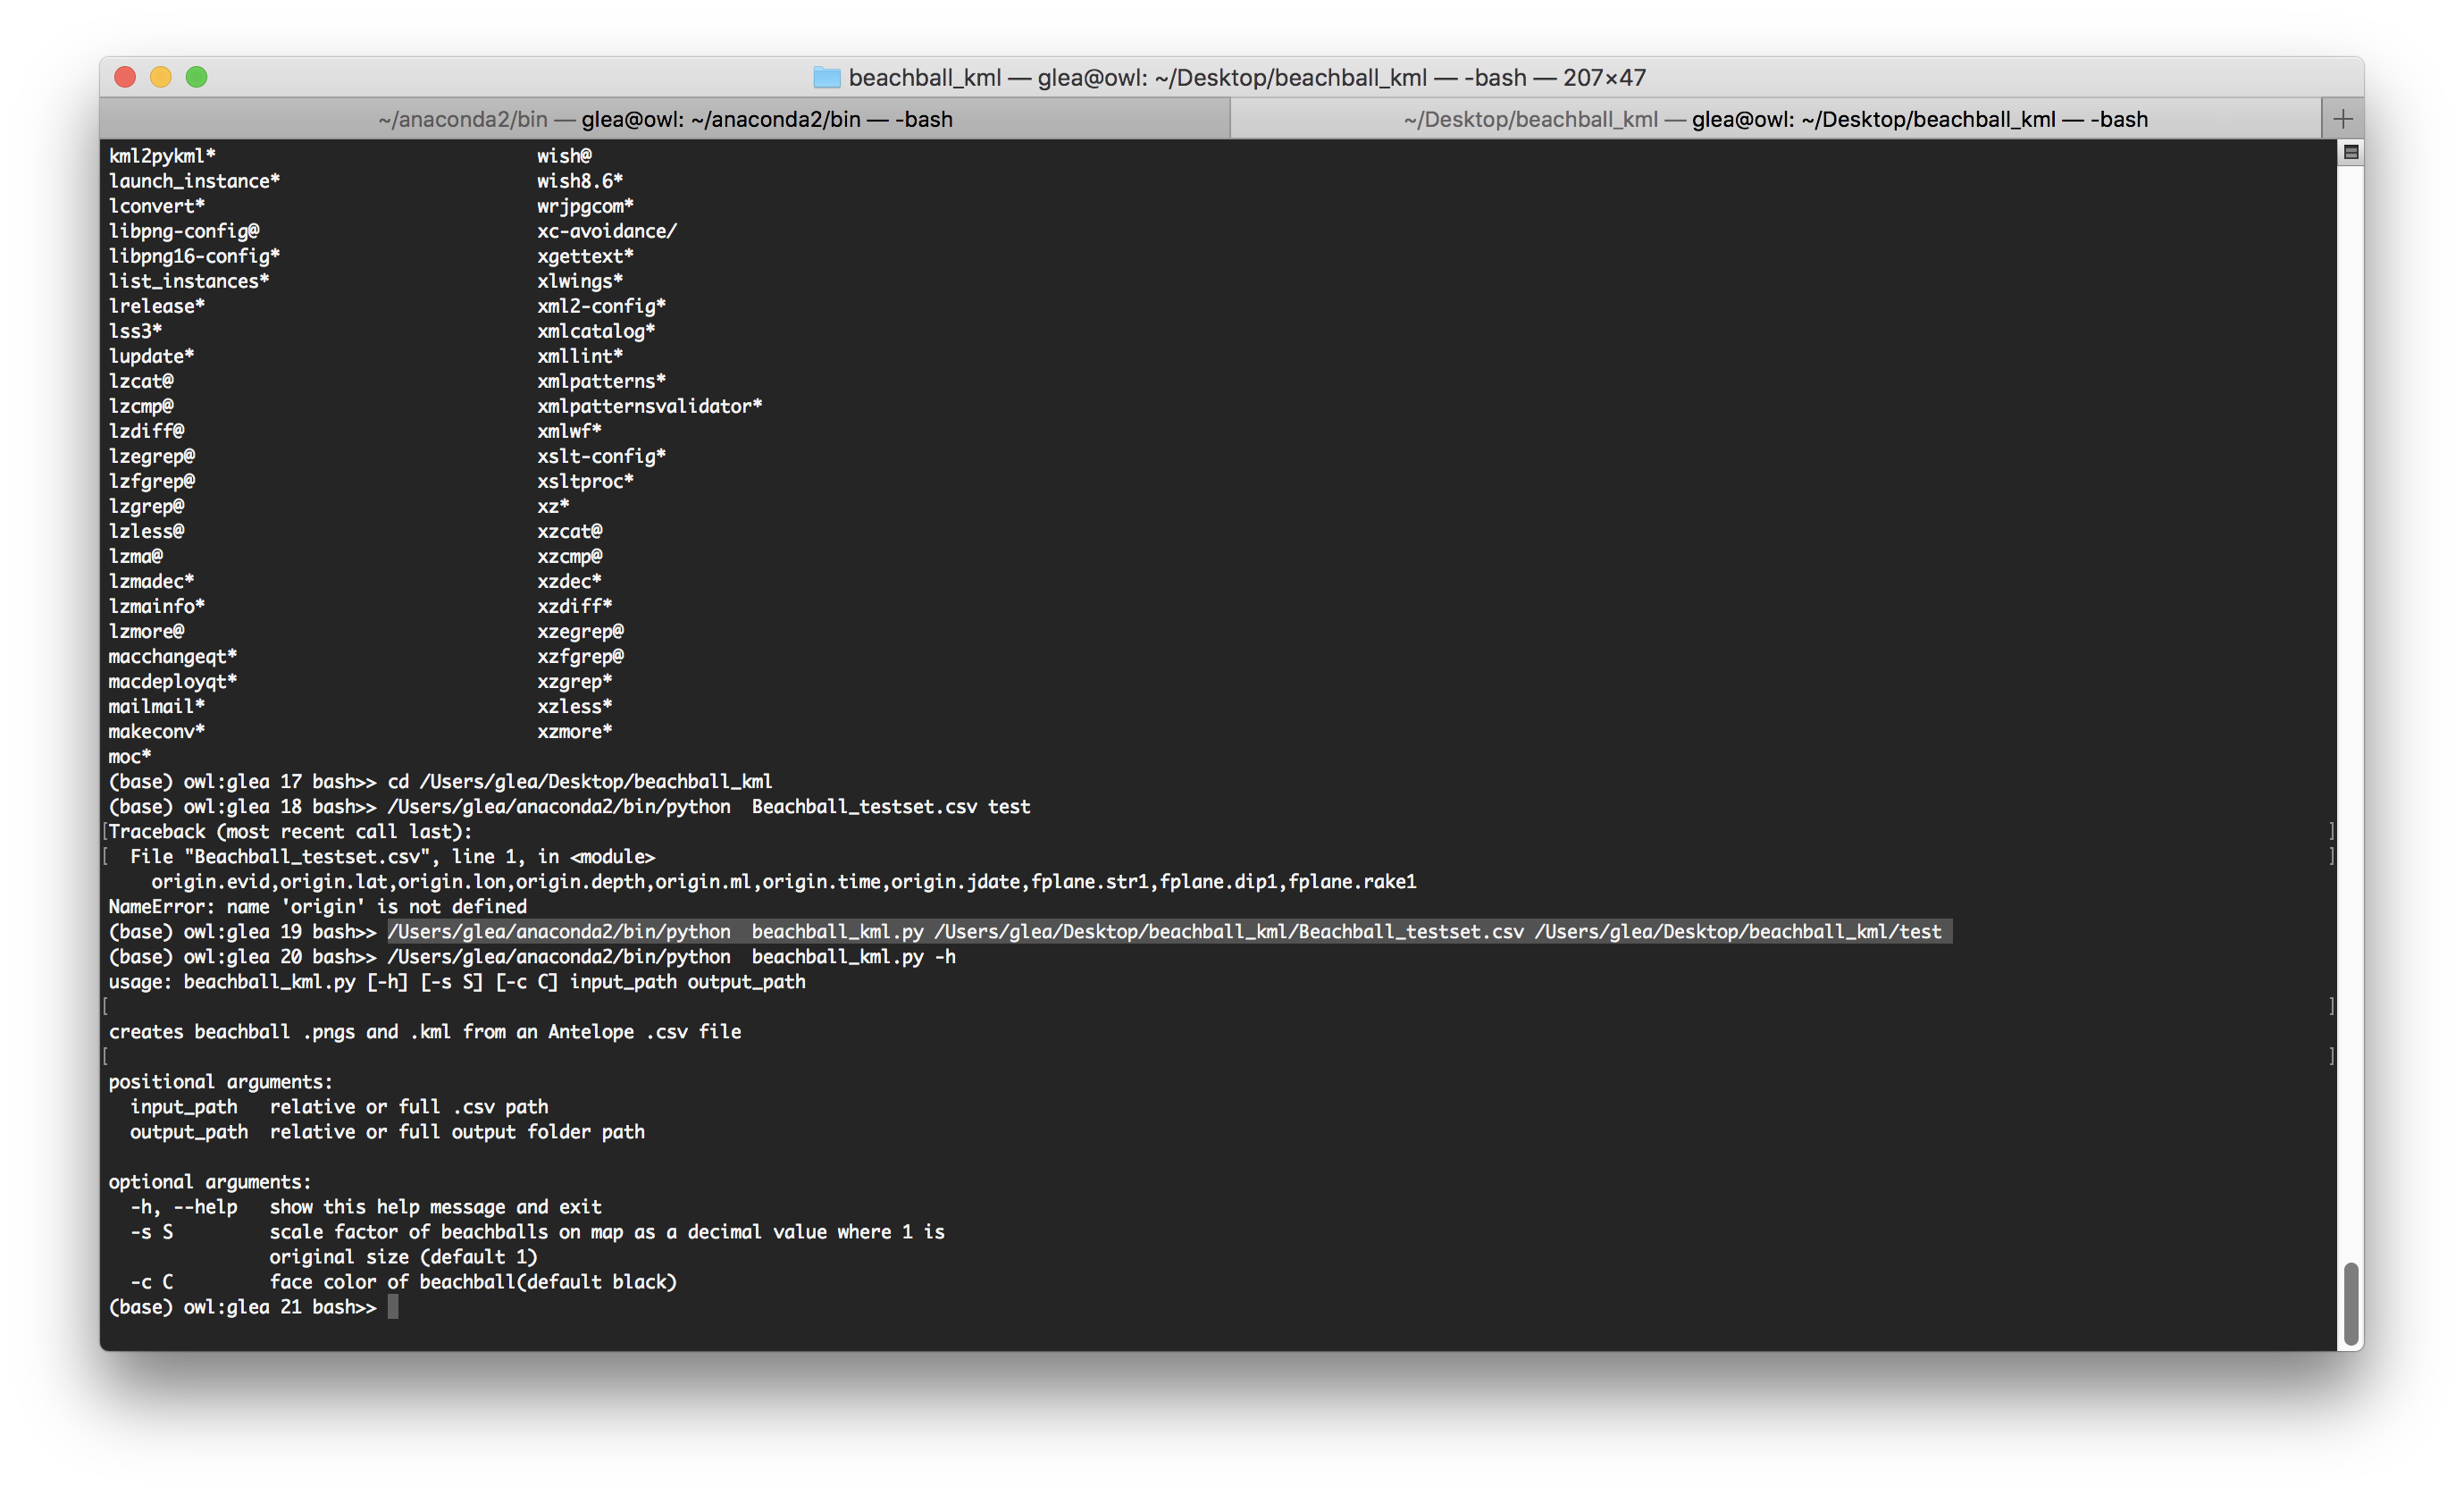 beachball_kml — glea@owl: ~/Desktop/beachball_kml — -bash — 207×47
~/anaconda2/bin — glea@owl: ~/anaconda2/bin — -bash ~/Desktop/beachball_kml — glea@owl: ~/Desktop/beachball_kml — -bash +
kml2pykml* wish@
launch_instance* wish8.6*
lconvert* wrjpgcom*
libpng-config@ xc-avoidance/
libpng16-config* xgettext*
list_instances* xlwings*
lrelease* xml2-config*
lss3* xmlcatalog*
lupdate* xmllint*
lzcat@ xmlpatterns*
lzcmp@ xmlpatternsvalidator*
lzdiff@ xmlwf*
lzegrep@ xslt-config*
lzfgrep@ xsltproc*
lzgrep@ xz*
lzless@ xzcat@
lzma@ xzcmp@
lzmadec* xzdec*
lzmainfo* xzdiff*
lzmore@ xzegrep@
macchangeqt* xzfgrep@
macdeployqt* xzgrep*
mailmail* xzless*
makeconv* xzmore*
moc*
(base) owl:glea 17 bash>> cd /Users/glea/Desktop/beachball_kml
(base) owl:glea 18 bash>> /Users/glea/anaconda2/bin/python  Beachball_testset.csv test
[Traceback (most recent call last): ]
[  File "Beachball_testset.csv", line 1, in <module> ]
    origin.evid,origin.lat,origin.lon,origin.depth,origin.ml,origin.time,origin.jdate,fplane.str1,fplane.dip1,fplane.rake1
NameError: name 'origin' is not defined
(base) owl:glea 19 bash>> /Users/glea/anaconda2/bin/python  beachball_kml.py /Users/glea/Desktop/beachball_kml/Beachball_testset.csv /Users/glea/Desktop/beachball_kml/test
(base) owl:glea 20 bash>> /Users/glea/anaconda2/bin/python  beachball_kml.py -h
usage: beachball_kml.py [-h] [-s S] [-c C] input_path output_path
[ ]
creates beachball .pngs and .kml from an Antelope .csv file
[ ]
positional arguments:
  input_path   relative or full .csv path
  output_path  relative or full output folder path
optional arguments:
  -h, --help   show this help message and exit
  -s S         scale factor of beachballs on map as a decimal value where 1 is
               original size (default 1)
  -c C         face color of beachball(default black)
(base) owl:glea 21 bash>>